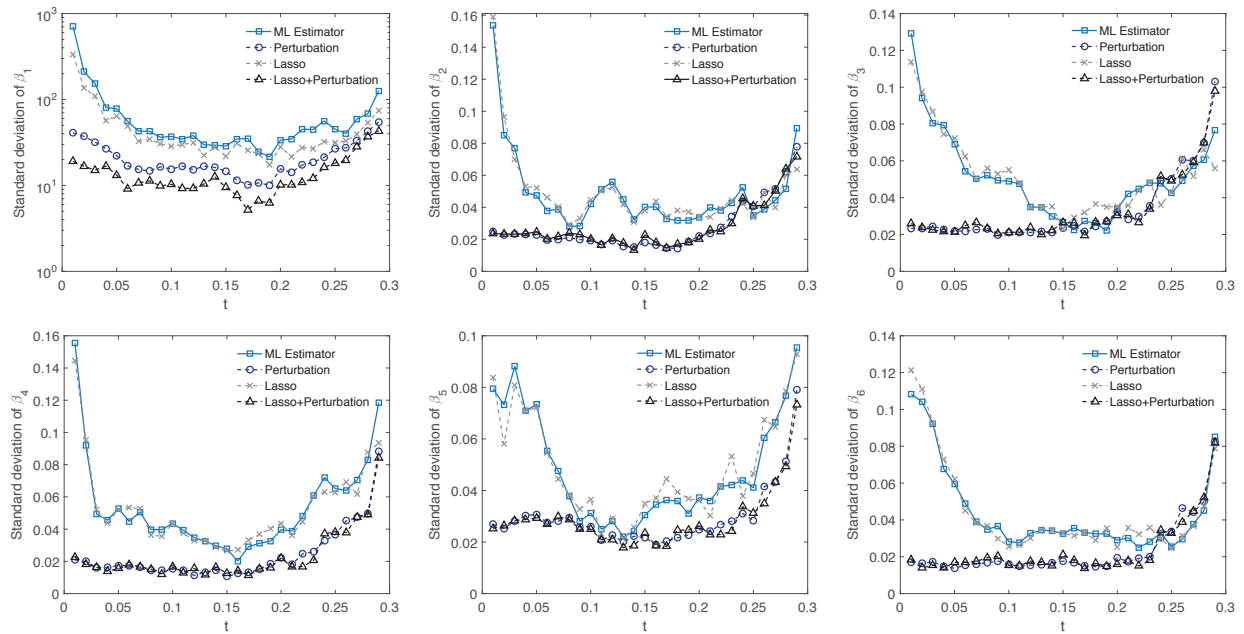 Standard deviation of β1
10^3
10^2
10^1
10^0
0 0.05 0.1 0.15 0.2 0.25 0.3
t
ML Estimator
Perturbation
Lasso
Lasso+Perturbation
Standard deviation of β2
0.16
0.14
0.12
0.1
0.08
0.06
0.04
0.02
0
0 0.05 0.1 0.15 0.2 0.25 0.3
t
ML Estimator
Perturbation
Lasso
Lasso+Perturbation
Standard deviation of β3
0.14
0.12
0.1
0.08
0.06
0.04
0.02
0
0 0.05 0.1 0.15 0.2 0.25 0.3
t
ML Estimator
Perturbation
Lasso
Lasso+Perturbation
Standard deviation of β4
0.16
0.14
0.12
0.1
0.08
0.06
0.04
0.02
0
0 0.05 0.1 0.15 0.2 0.25 0.3
t
ML Estimator
Perturbation
Lasso
Lasso+Perturbation
Standard deviation of β5
0.1
0.08
0.06
0.04
0.02
0
0 0.05 0.1 0.15 0.2 0.25 0.3
t
ML Estimator
Perturbation
Lasso
Lasso+Perturbation
Standard deviation of β6
0.14
0.12
0.1
0.08
0.06
0.04
0.02
0
0 0.05 0.1 0.15 0.2 0.25 0.3
t
ML Estimator
Perturbation
Lasso
Lasso+Perturbation